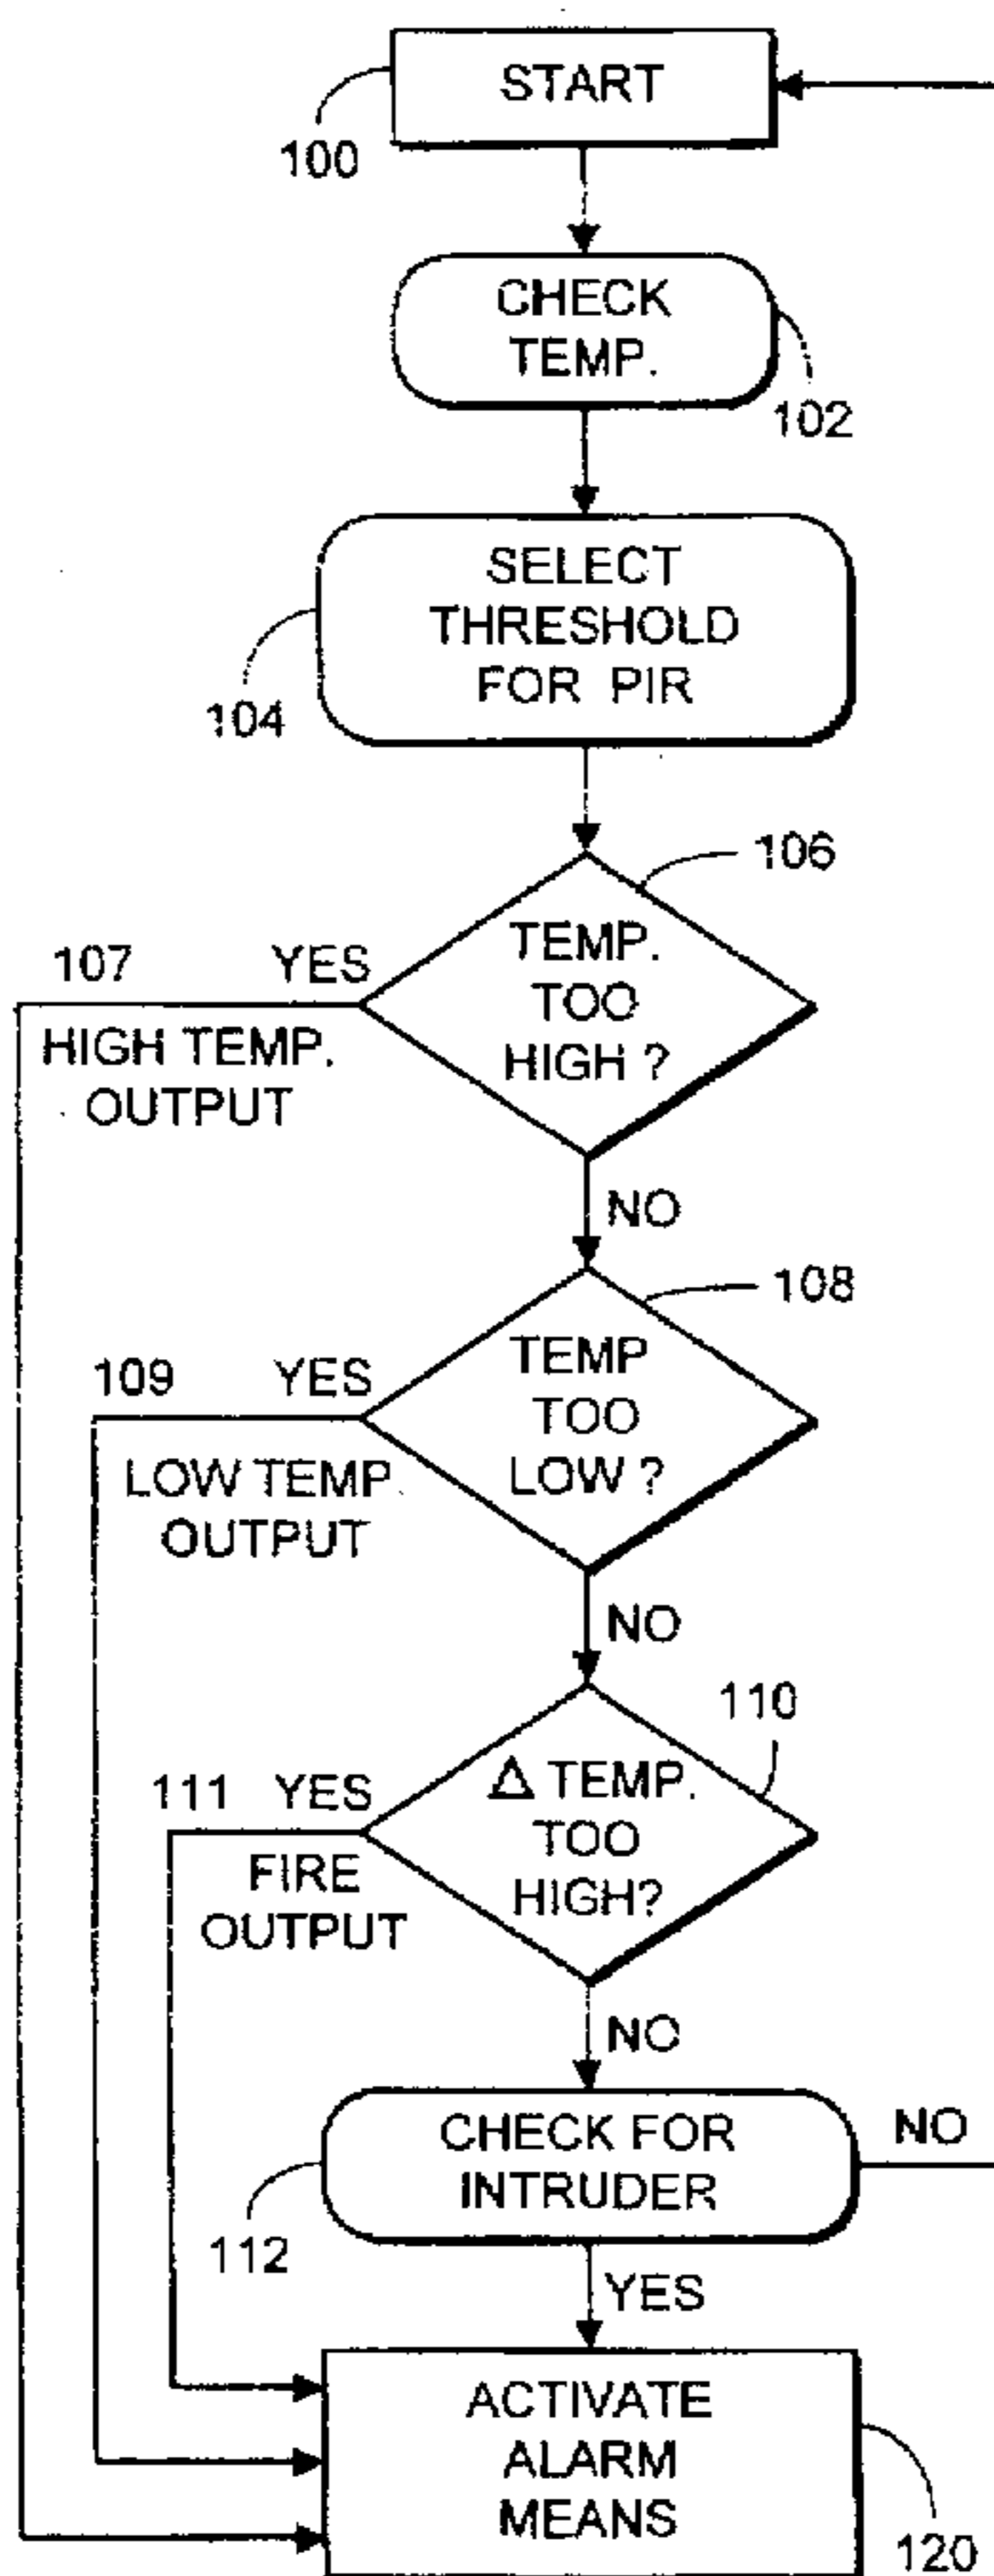 START
100
CHECK
TEMP.
102
SELECT
THRESHOLD
FOR PIR
104
106
TEMP.
TOO
HIGH ?
107 YES
HIGH TEMP.
OUTPUT
NO
108
TEMP
TOO
LOW ?
109 YES
LOW TEMP
OUTPUT
NO
110
Δ TEMP.
TOO
HIGH?
111 YES
FIRE
OUTPUT
NO
CHECK FOR
INTRUDER
NO
112
YES
ACTIVATE
ALARM
MEANS
120